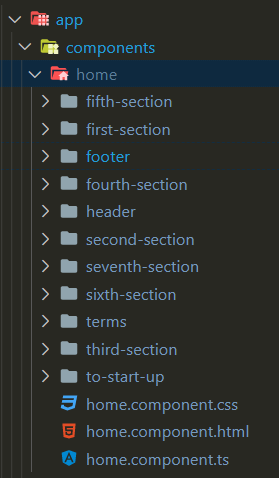 app
components
home
fifth-section
first-section
footer
fourth-section
header
second-section
seventh-section
sixth-section
terms
third-section
to-start-up
home.component.css
home.component.html
home.component.ts